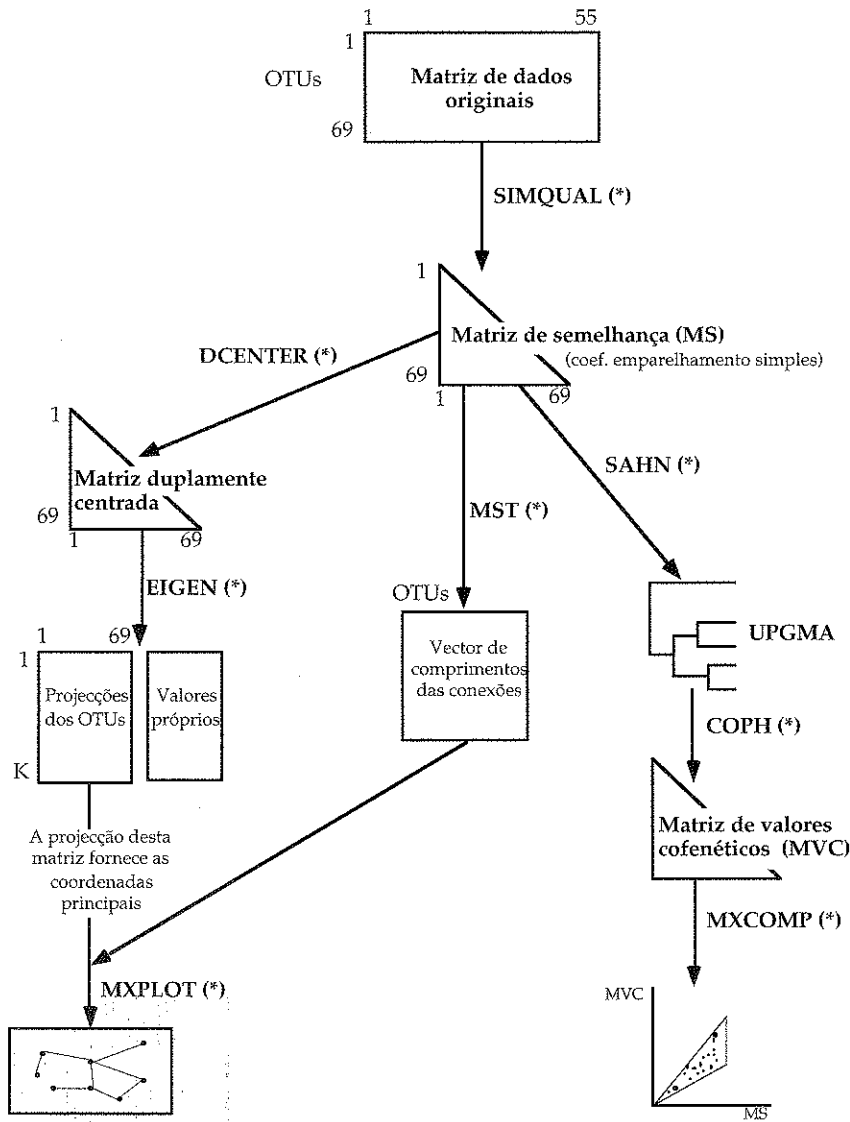 1 55
1
OTUs
Matriz de dados
originais
69
SIMQUAL (*)
1
Matriz de semelhança (MS)
(coef. emparelhamento simples)
69
1 69
DCENTER (*)
1
Matriz duplamente
centrada
69
1 69
SAHN (*)
MST (*)
EIGEN (*)
OTUs
1 69
1
Projecções
dos OTUs
K
Valores
próprios
Vector de
comprimentos
das conexões
UPGMA
COPH (*)
A projecção desta
matriz fornece as
coordenadas
principais
Matriz de valores
cofenéticos (MVC)
MXCOMP (*)
MXPLOT (*)
MVC
MS